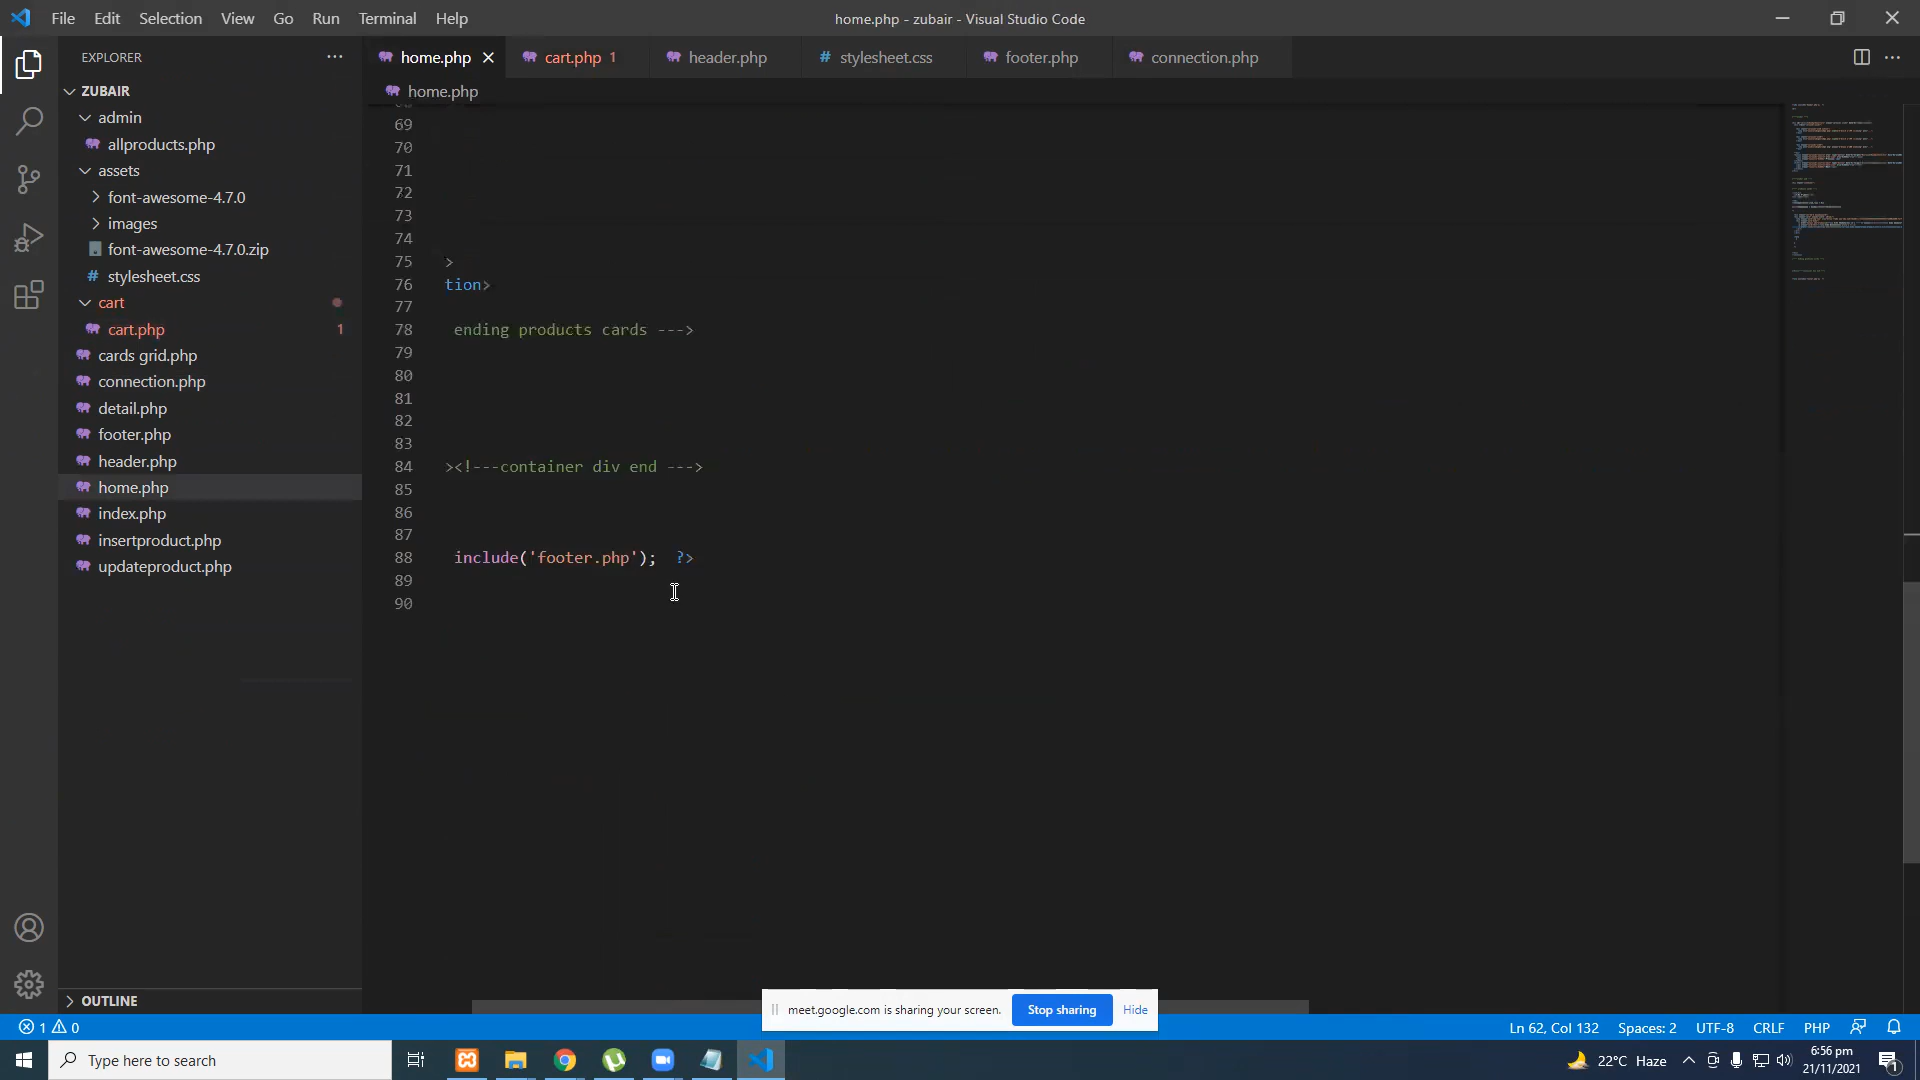 File Edit Selection View Go Run Terminal Help
home.php - zubair - Visual Studio Code
EXPLORER
home.php
cart.php 1
header.php
# stylesheet.css
footer.php
connection.php
home.php
ZUBAIR
admin
allproducts.php
assets
font-awesome-4.7.0
images
font-awesome-4.7.0.zip
# stylesheet.css
cart
cart.php 1
cards grid.php
connection.php
detail.php
footer.php
header.php
home.php
index.php
insertproduct.php
updateproduct.php
OUTLINE
69
70
71
72
73
74
75 >
76 tion>
77
78 ending products cards --->
79
80
81
82
83
84 ><!---container div end --->
85
86
87
88 include('footer.php'); ?>
89
90
meet.google.com is sharing your screen. Stop sharing Hide
1 0
Ln 62, Col 132 Spaces: 2 UTF-8 CRLF PHP
Type here to search
22°C Haze
6:56 pm
21/11/2021
1